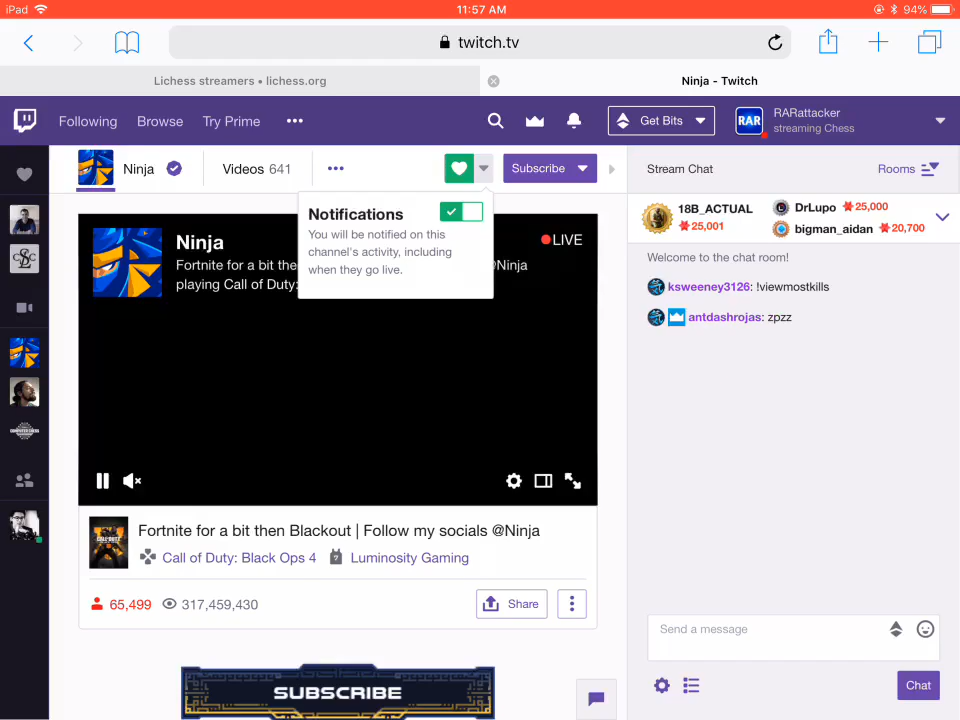 iPad
11:57 AM
94%
twitch.tv
Lichess streamers • lichess.org
Ninja - Twitch
Following
Browse
Try Prime
•••
Get Bits
RAR
RARattacker
streaming Chess
Ninja
Videos 641
•••
Subscribe
Notifications
You will be notified on this
channel's activity, including
when they go live.
Ninja
LIVE
Fortnite for a bit the
@Ninja
playing Call of Duty:
Fortnite for a bit then Blackout | Follow my socials @Ninja
Call of Duty: Black Ops 4
Luminosity Gaming
65,499
317,459,430
Share
SUBSCRIBE
Stream Chat
Rooms
18B_ACTUAL
25,001
DrLupo 25,000
bigman_aidan 20,700
Welcome to the chat room!
ksweeney3126: !viewmostkills
antdashrojas: zpzz
Send a message
Chat